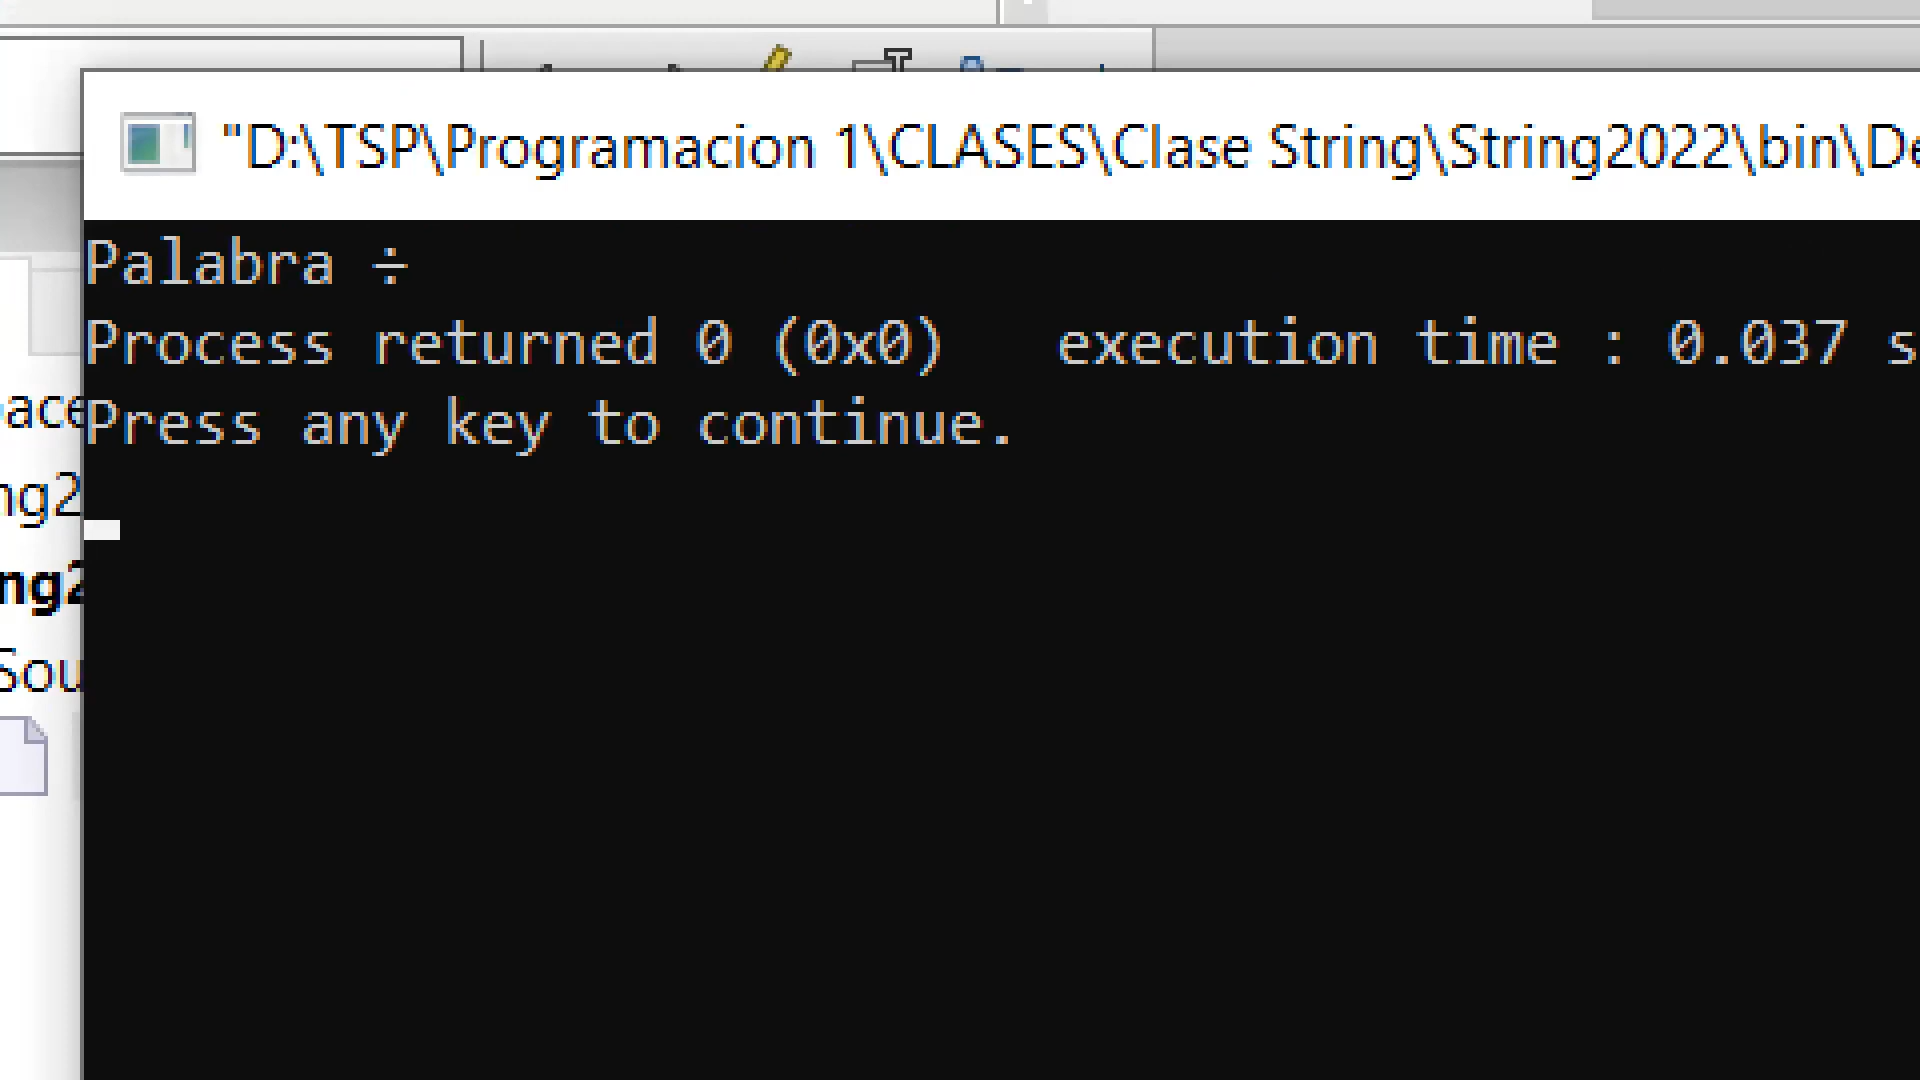 "D:\TSP\Programacion 1\CLASES\Clase String\String2022\bin\De
Palabra ÷
Process returned 0 (0x0)   execution time : 0.037 s
Press any key to continue.
ace
ng2
ng2
Sou